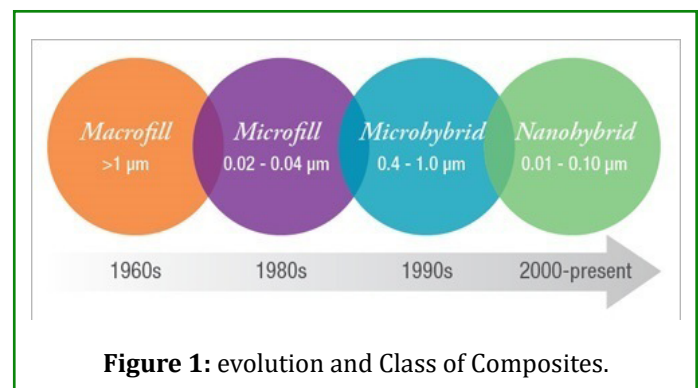 Macrofill Microfill Microhybrid Nanohybrid
>1 μm 0.02 - 0.04 μm 0.4 - 1.0 μm 0.01 - 0.10 μm
1960s 1980s 1990s 2000-present
Figure 1: evolution and Class of Composites.